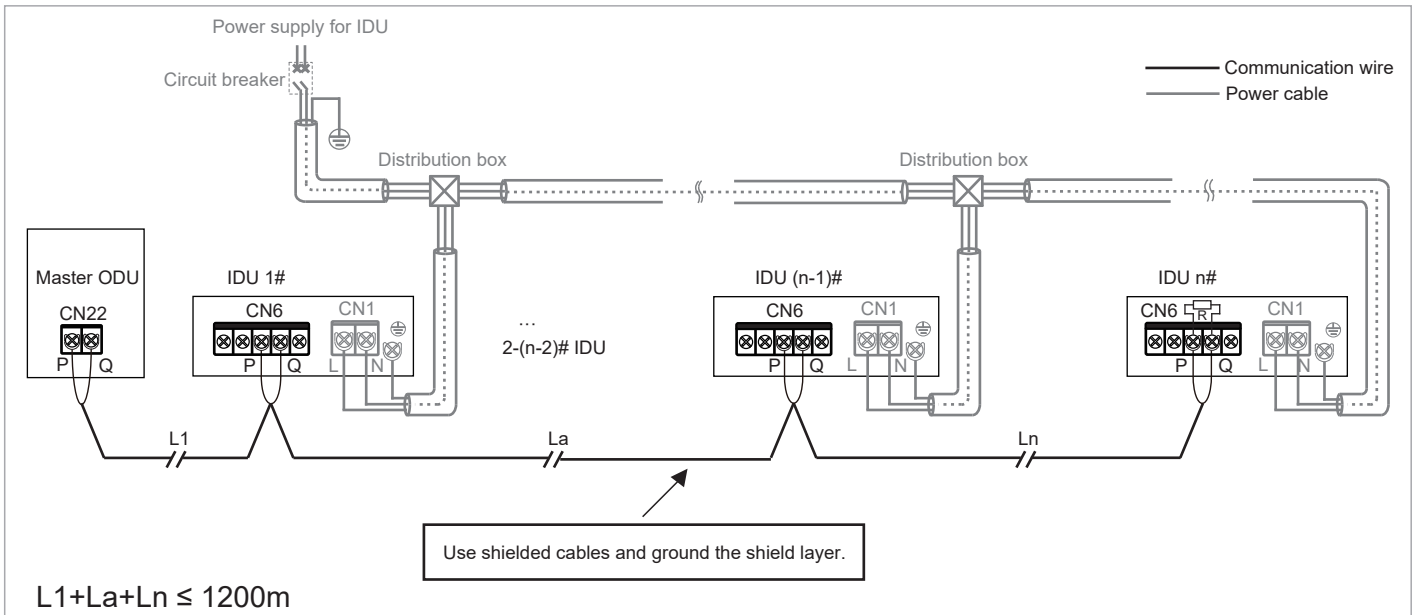 Power supply for IDU
Circuit breaker
Communication wire
Power cable
Distribution box
Distribution box
Master ODU
CN22
P Q
IDU 1#
CN6
CN1
P Q
L N
...
2-(n-2)# IDU
IDU (n-1)#
CN6
CN1
P Q
L N
IDU n#
CN6
R
CN1
P Q
L N
L1
La
Ln
Use shielded cables and ground the shield layer.
L1+La+Ln ≤ 1200m